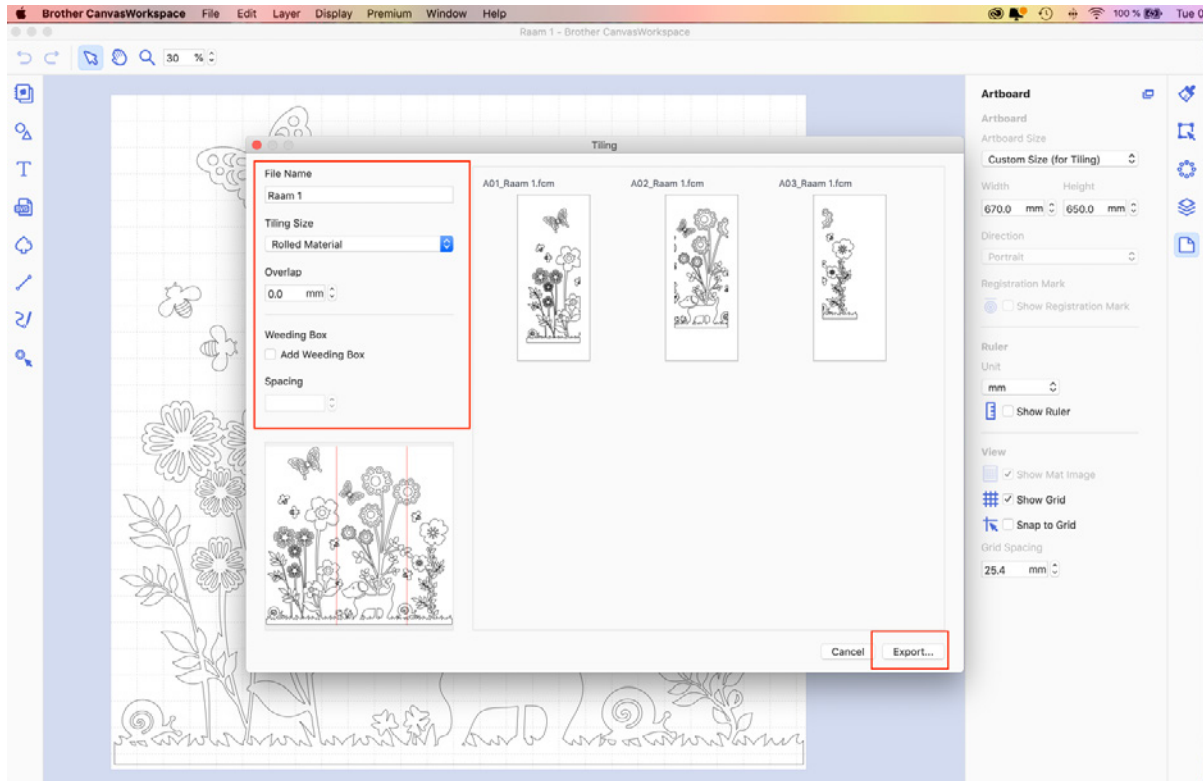 Brother CanvasWorkspace File Edit Layer Display Premium Window Help 100 % Tue 0
Raam 1 - Brother CanvasWorkspace
30 %
Tiling
File Name
Raam 1
Tiling Size
Rolled Material
Overlap
0.0 mm
Weeding Box
Add Weeding Box
Spacing
A01_Raam 1.fcm A02_Raam 1.fcm A03_Raam 1.fcm
Cancel Export...
Artboard
Artboard
Artboard Size
Custom Size (for Tiling)
Width Height
670.0 mm 650.0 mm
Direction
Portrait
Registration Mark
Show Registration Mark
Ruler
Unit
mm
Show Ruler
View
Show Mat Image
Show Grid
Snap to Grid
Grid Spacing
25.4 mm
T
SVG